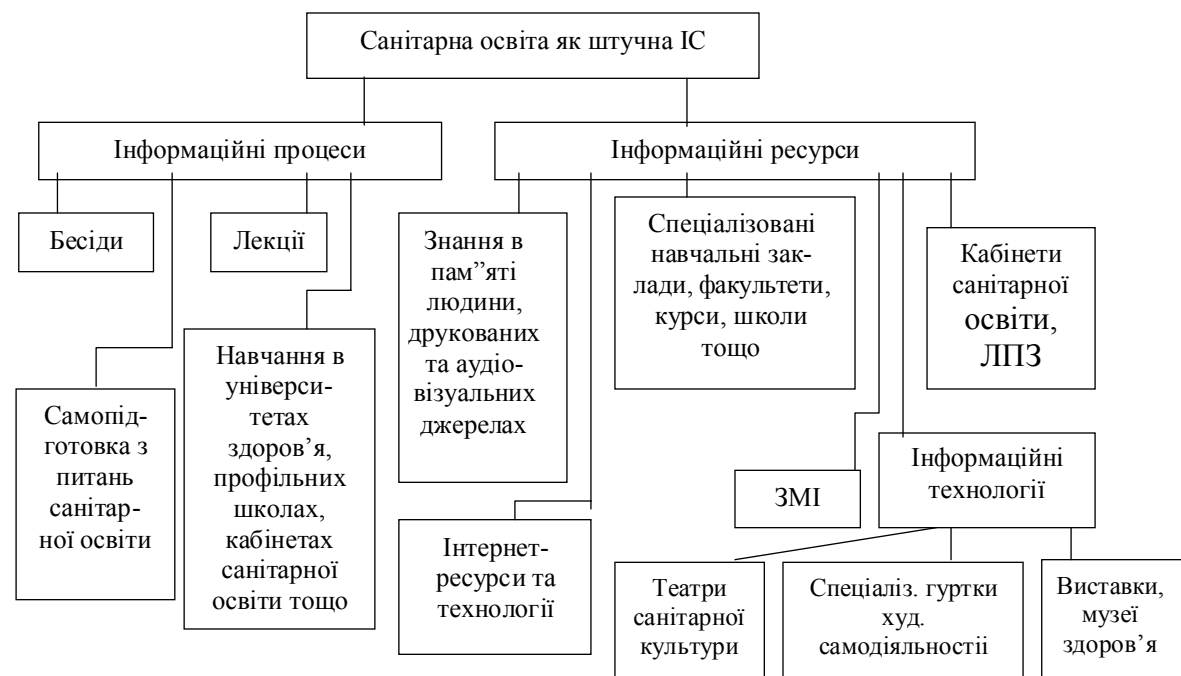 Санітарна освіта як штучна ІС
Інформаційні процеси
Інформаційні ресурси
Бесіди
Лекції
Знання в
пам”яті
людини,
друкованих
та аудіо-
візуальних
джерелах
Спеціалізовані
навчальні зак-
лади, факультети,
курси, школи
тощо
Кабінети
санітарної
освіти,
ЛПЗ
Самопід-
готовка з
питань
санітар-
ної освіти
Навчання в
універси-
тетах
здоров’я,
профільних
школах,
кабінетах
санітарної
освіти тощо
Інтернет-
ресурси та
технології
ЗМІ
Інформаційні
технології
Театри
санітарної
культури
Спеціаліз. гуртки
худ.
самодіяльностіі
Виставки,
музеї
здоров’я